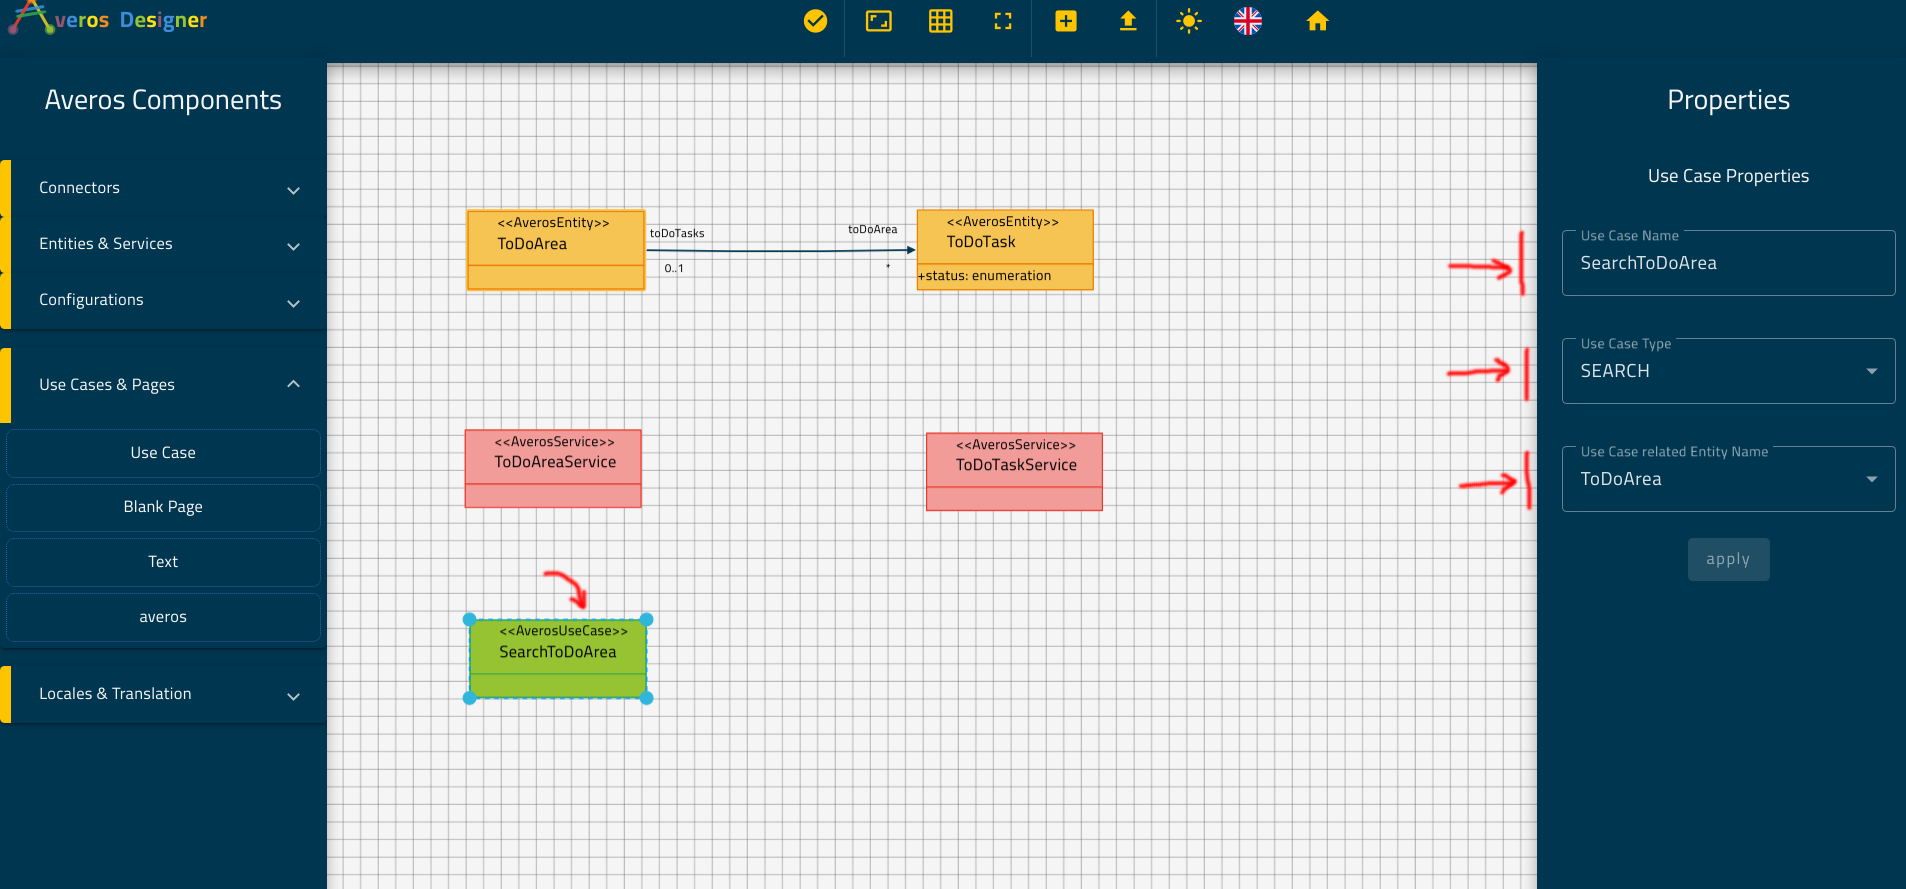 Averos Designer
Averos Components
Connectors
Entities & Services
Configurations
Use Cases & Pages
Use Case
Blank Page
Text
averos
Locales & Translation
<<AverosEntity>>
ToDoArea
toDoTasks
0..1
toDoArea
*
<<AverosEntity>>
ToDoTask
+status: enumeration
<<AverosService>>
ToDoAreaService
<<AverosService>>
ToDoTaskService
<<AverosUseCase>>
SearchToDoArea
Properties
Use Case Properties
Use Case Name
SearchToDoArea
Use Case Type
SEARCH
Use Case related Entity Name
ToDoArea
apply